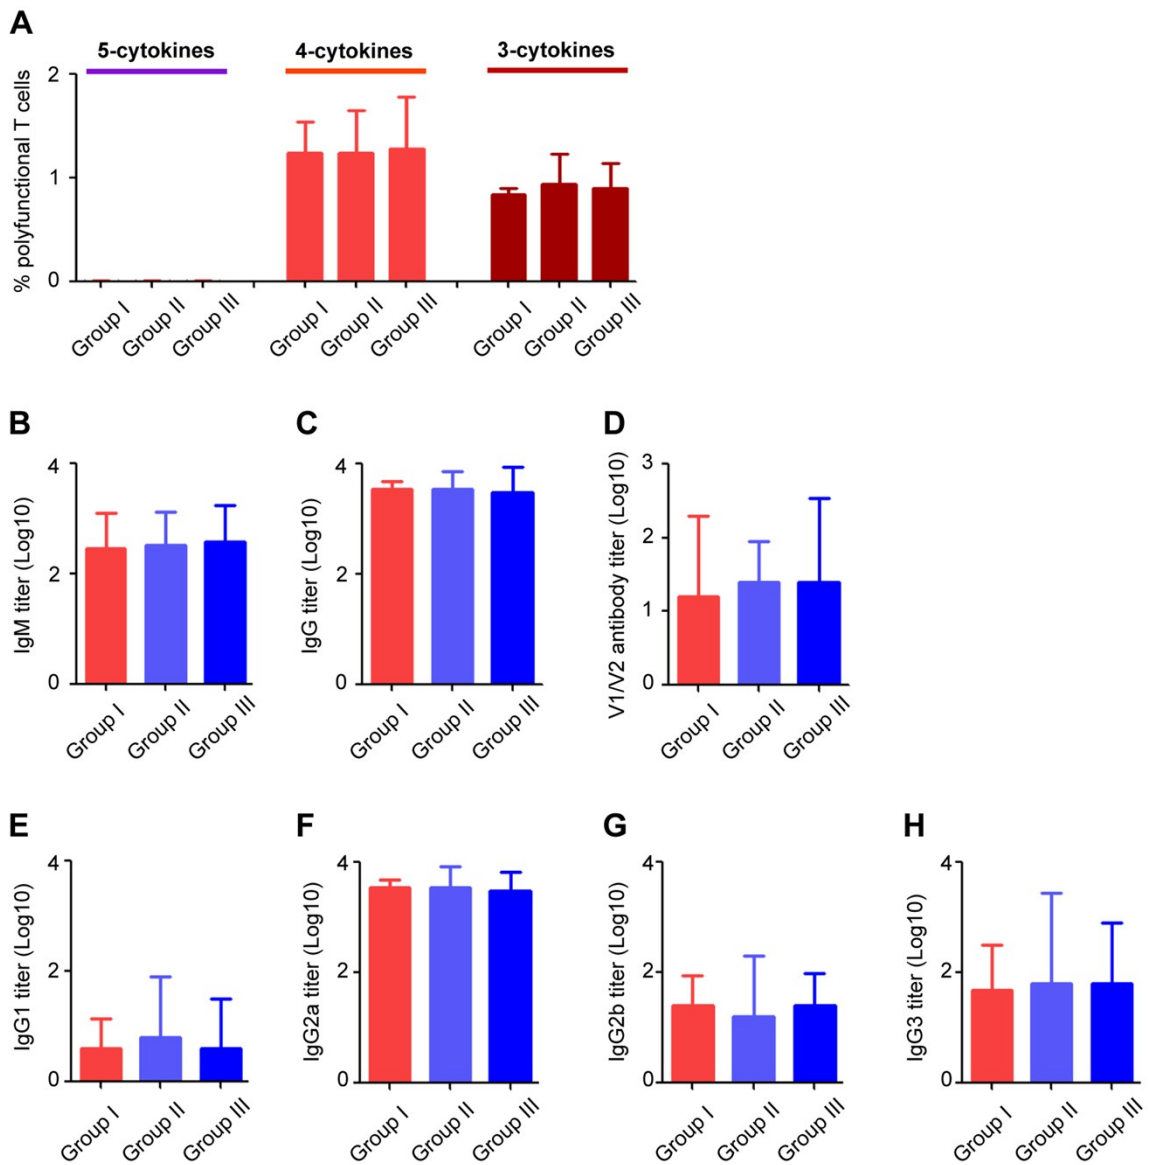 A
5-cytokines 4-cytokines 3-cytokines
% polyfunctional T cells
2
1
0
Group I Group II Group III Group I Group II Group III Group I Group II Group III
B
IgM titer (Log10)
4
2
0
Group I Group II Group III
C
IgG titer (Log10)
4
2
0
Group I Group II Group III
D
V1/V2 antibody titer (Log10)
3
2
1
0
Group I Group II Group III
E
IgG1 titer (Log10)
4
2
0
Group I Group II Group III
F
IgG2a titer (Log10)
4
2
0
Group I Group II Group III
G
IgG2b titer (Log10)
4
2
0
Group I Group II Group III
H
IgG3 titer (Log10)
4
2
0
Group I Group II Group III